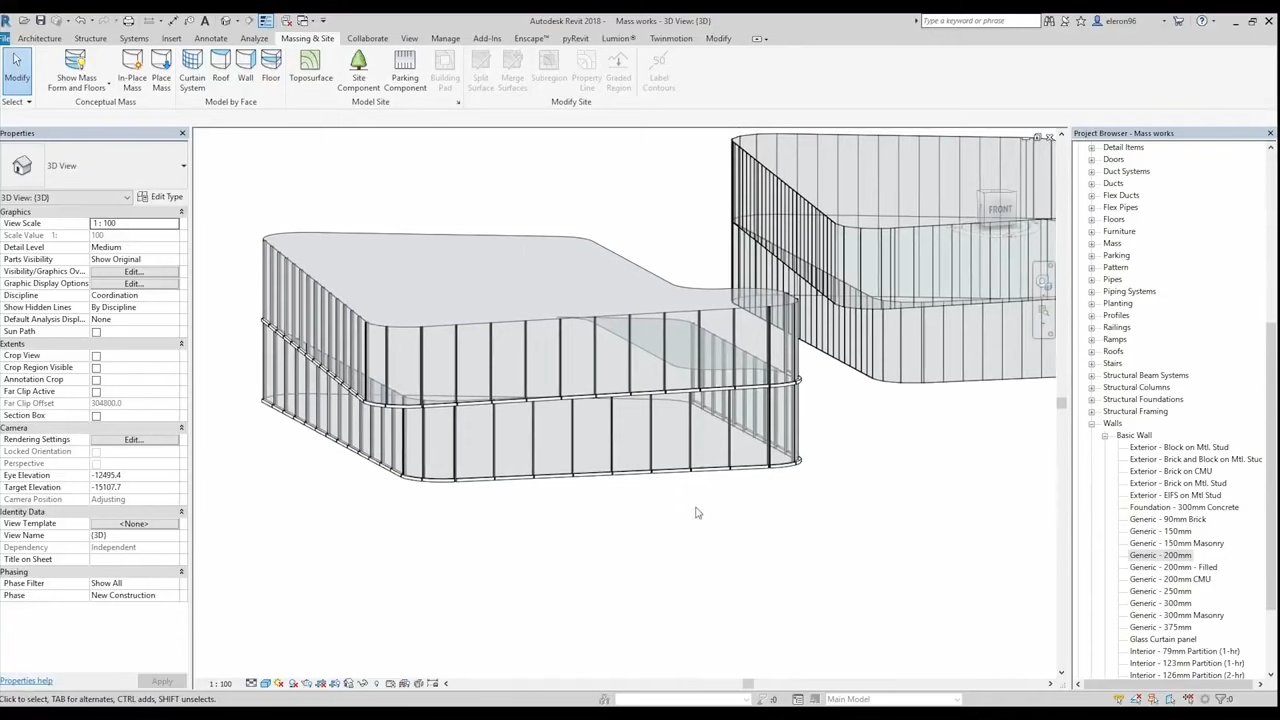 Autodesk Revit 2018 - Mass works - 3D View: {3D}
Type a keyword or phrase
eleron96
Architecture Structure Systems Insert Annotate Analyze Massing & Site Collaborate View Manage Add-Ins Enscape™ pyRevit Lumion® Twinmotion Modify
Modify
Show Mass Form and Floors
In-Place Mass
Place Mass
Curtain System
Roof
Wall
Floor
Toposurface
Site Component
Parking Component
Building Pad
Split Surface
Merge Surfaces
Subregion
Property Line
Graded Region
Label Contours
Select
Conceptual Mass
Model by Face
Model Site
Modify Site
Properties
3D View
3D View: {3D}
Edit Type
Graphics
View Scale 1 : 100
Scale Value 1: 100
Detail Level Medium
Parts Visibility Show Original
Visibility/Graphics Ov... Edit...
Graphic Display Options Edit...
Discipline Coordination
Show Hidden Lines By Discipline
Default Analysis Displ... None
Sun Path
Extents
Crop View
Crop Region Visible
Annotation Crop
Far Clip Active
Far Clip Offset 304800.0
Section Box
Camera
Rendering Settings Edit...
Locked Orientation
Perspective
Eye Elevation -12495.4
Target Elevation -15107.7
Camera Position Adjusting
Identity Data
View Template <None>
View Name {3D}
Dependency Independent
Title on Sheet
Phasing
Phase Filter Show All
Phase New Construction
Properties help
Apply
FRONT
1 : 100
Project Browser - Mass works
Detail Items
Doors
Duct Systems
Ducts
Flex Ducts
Flex Pipes
Floors
Furniture
Mass
Parking
Pattern
Pipes
Piping Systems
Planting
Profiles
Railings
Ramps
Roofs
Stairs
Structural Beam Systems
Structural Columns
Structural Foundations
Structural Framing
Walls
Basic Wall
Exterior - Block on Mtl. Stud
Exterior - Brick and Block on Mtl. Stuc
Exterior - Brick on CMU
Exterior - Brick on Mtl. Stud
Exterior - EIFS on Mtl Stud
Foundation - 300mm Concrete
Generic - 90mm Brick
Generic - 150mm
Generic - 150mm Masonry
Generic - 200mm
Generic - 200mm - Filled
Generic - 200mm CMU
Generic - 250mm
Generic - 300mm
Generic - 300mm Masonry
Generic - 375mm
Glass Curtain panel
Interior - 79mm Partition (1-hr)
Interior - 123mm Partition (1-hr)
Interior - 126mm Partition (2-hr)
Click to select, TAB for alternates, CTRL adds, SHIFT unselects.
:0
Main Model
:0